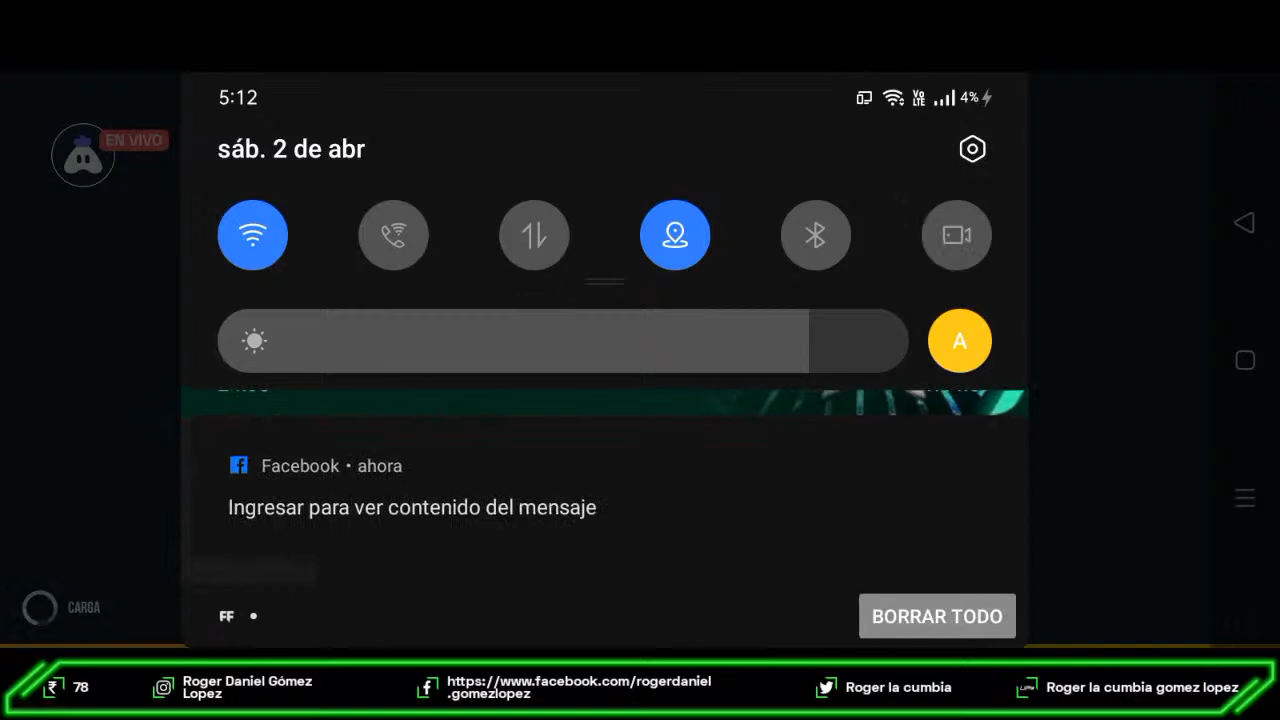 5:12
Vo LTE
4%
sáb. 2 de abr
EN VIVO
A
Facebook • ahora
Ingresar para ver contenido del mensaje
CARGA
FF •
BORRAR TODO
₹ 78
Roger Daniel Gómez
Lopez
https://www.facebook.com/rogerdaniel
.gomezlopez
Roger la cumbia
Roger la cumbia gomez lopez